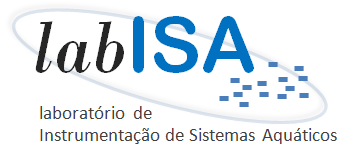 labISA
laboratório de
Instrumentação de Sistemas Aquáticos